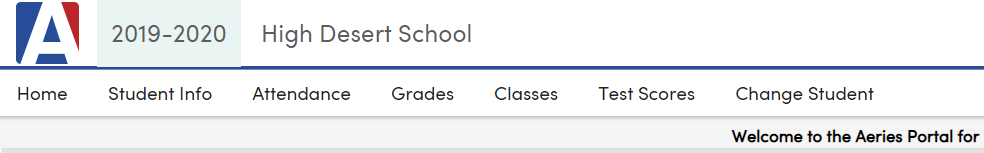 A 2019-2020 High Desert School
Home Student Info Attendance Grades Classes Test Scores Change Student
Welcome to the Aeries Portal for